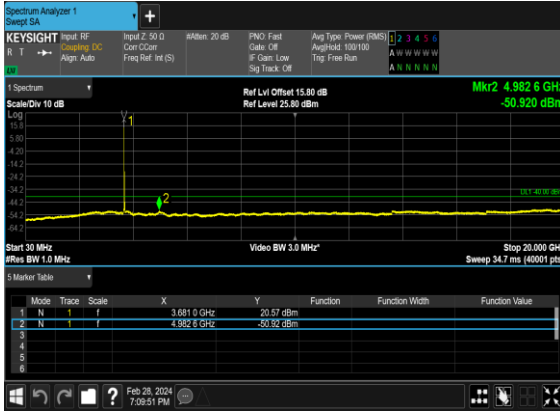 Spectrum Analyzer 1
Swept SA
+
KEYSIGHT Input: RF Input Z: 50 Ω #Atten: 20 dB PNO: Fast Avg Type: Power (RMS) 1 2 3 4 5 6
R T Coupling: DC Corr CCorr Gate: Off Avg|Hold: 100/100 A W W W W W
Align: Auto Freq Ref: Int (S) IF Gain: Low Trig: Free Run
Sig Track: Off A N N N N N
1 Spectrum Ref Lvl Offset 15.80 dB Mkr2 4.982 6 GHz
Scale/Div 10 dB Ref Level 25.80 dBm -50.920 dBm
Log
15.8
5.80
-4.20
-14.2
-24.2
-34.2
-44.2
-54.2
-64.2
1
2
DL1 -40.00 dBm
Start 30 MHz Video BW 3.0 MHz* Stop 20.000 GHz
#Res BW 1.0 MHz Sweep 34.7 ms (40001 pts)
5 Marker Table
Mode Trace Scale X Y Function Function Width Function Value
1 N 1 f 3.681 0 GHz 20.57 dBm
2 N 1 f 4.982 6 GHz -50.92 dBm
3
4
5
6
? Feb 28, 2024
7:09:51 PM